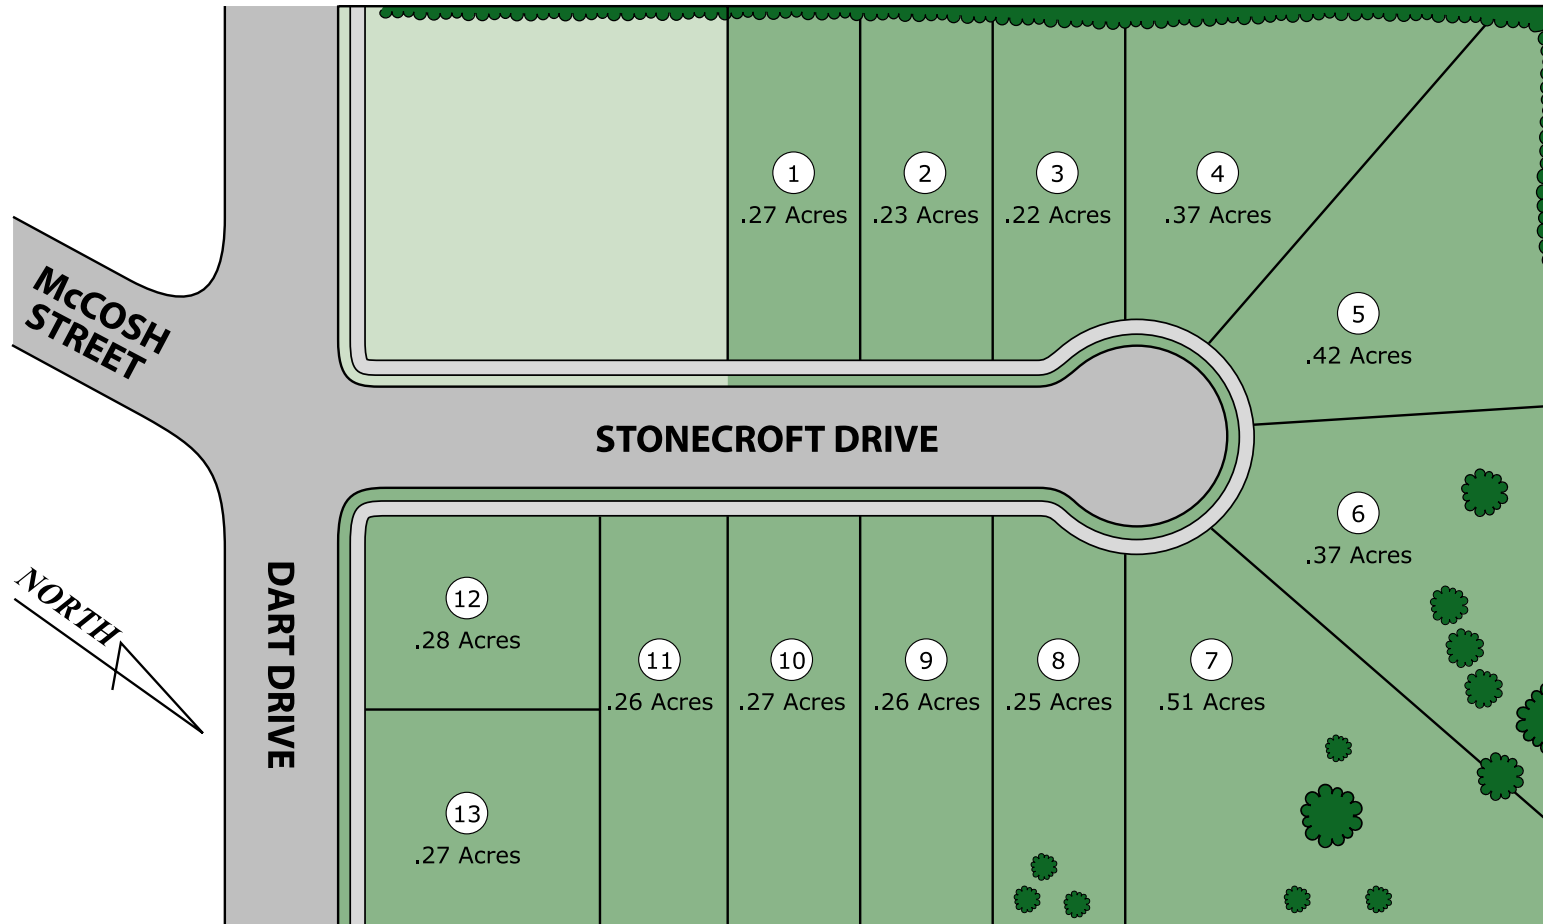 1
.27 Acres
2
.23 Acres
3
.22 Acres
4
.37 Acres
5
.42 Acres
McCOSH
STREET
STONECROFT DRIVE
6
.37 Acres
NORTH
DART DRIVE
12
.28 Acres
11
.26 Acres
10
.27 Acres
9
.26 Acres
8
.25 Acres
7
.51 Acres
13
.27 Acres